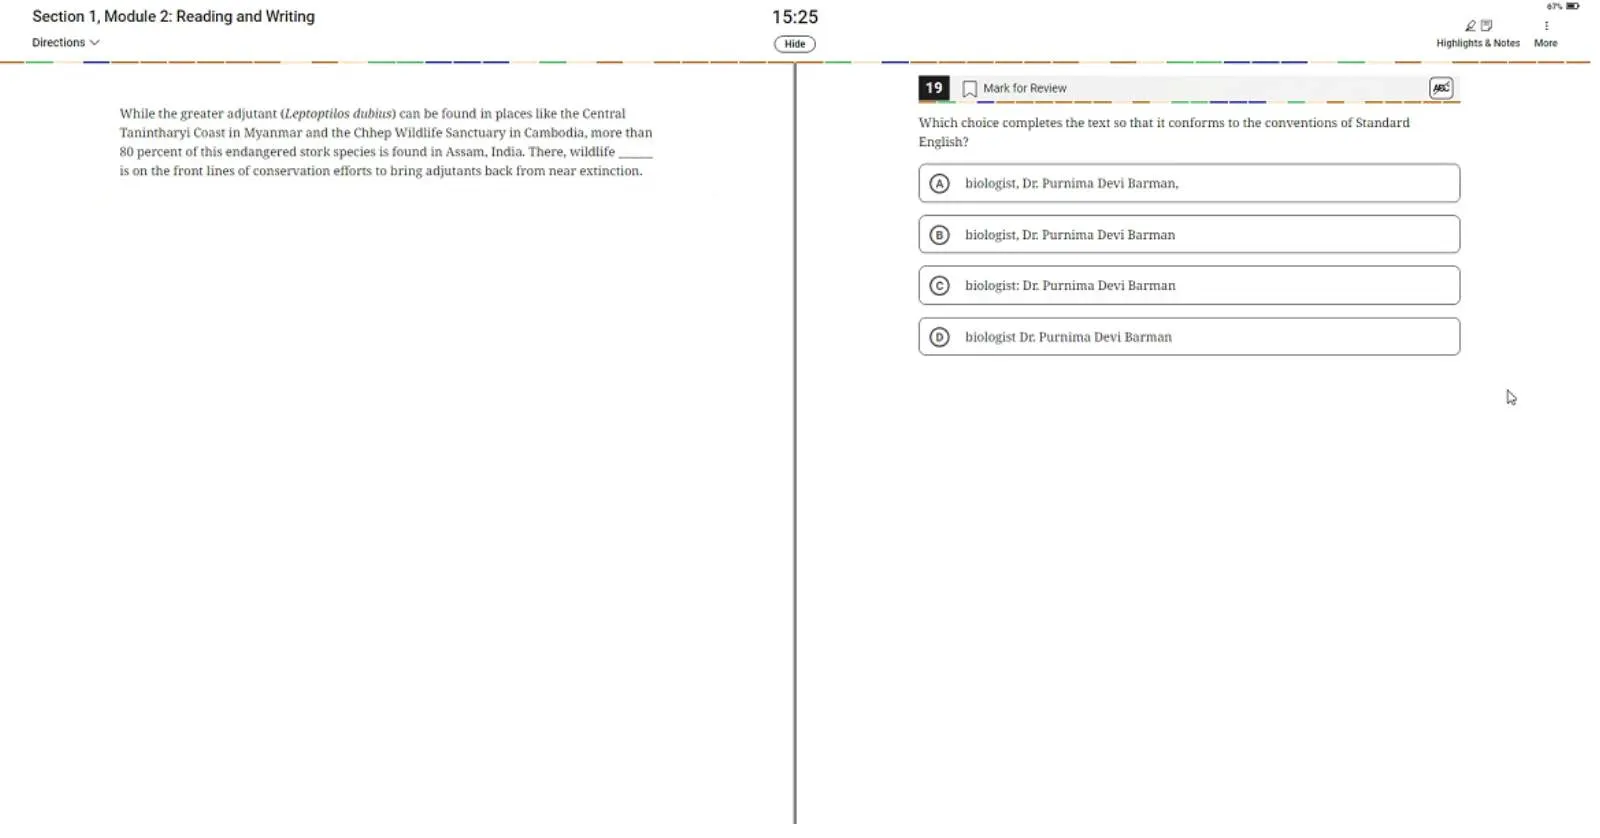 Section 1, Module 2: Reading and Writing
Directions
15:25
Hide
67%
Highlights & Notes
More
While the greater adjutant (Leptoptilos dubius) can be found in places like the Central
Tanintharyi Coast in Myanmar and the Chhep Wildlife Sanctuary in Cambodia, more than
80 percent of this endangered stork species is found in Assam, India. There, wildlife ______
is on the front lines of conservation efforts to bring adjutants back from near extinction.
19
Mark for Review
ABC
Which choice completes the text so that it conforms to the conventions of Standard
English?
A biologist, Dr. Purnima Devi Barman,
B biologist, Dr. Purnima Devi Barman
C biologist: Dr. Purnima Devi Barman
D biologist Dr. Purnima Devi Barman